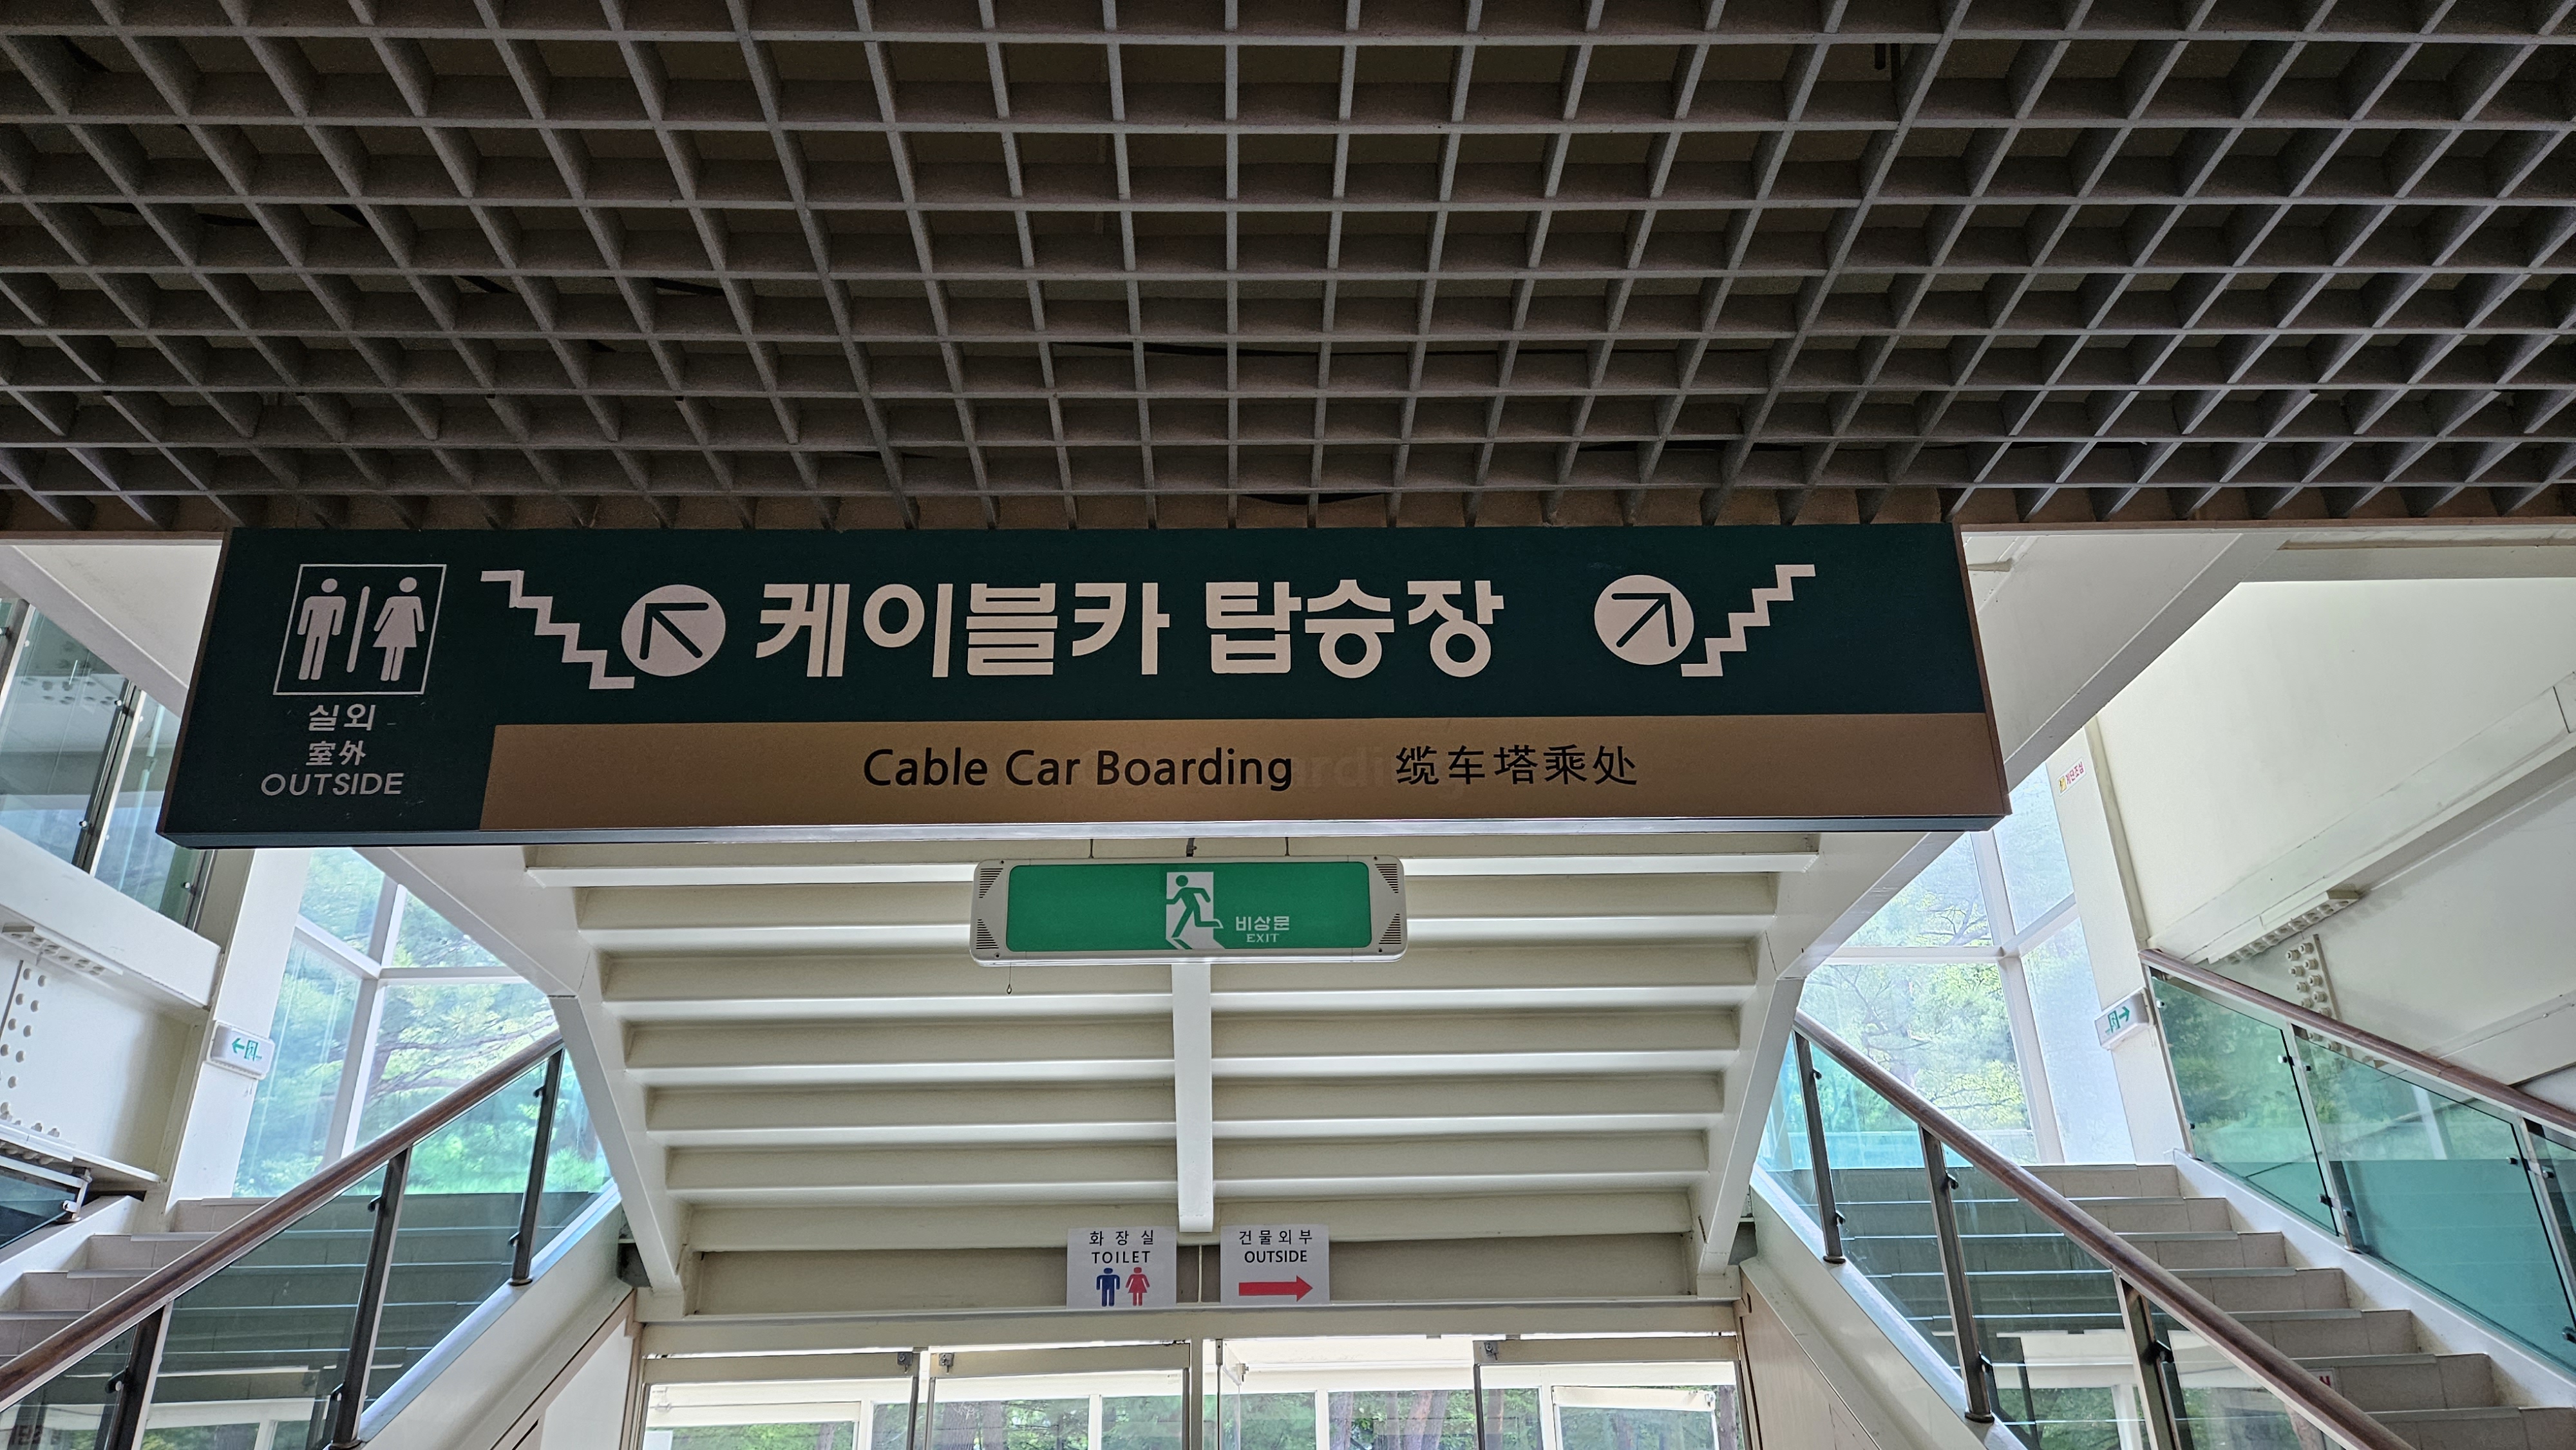 케이블카 탑승장
실외
室外
OUTSIDE
Cable Car Boarding 缆车塔乘处
비상문
EXIT
화 장 실
TOILET
건 물 외 부
OUTSIDE